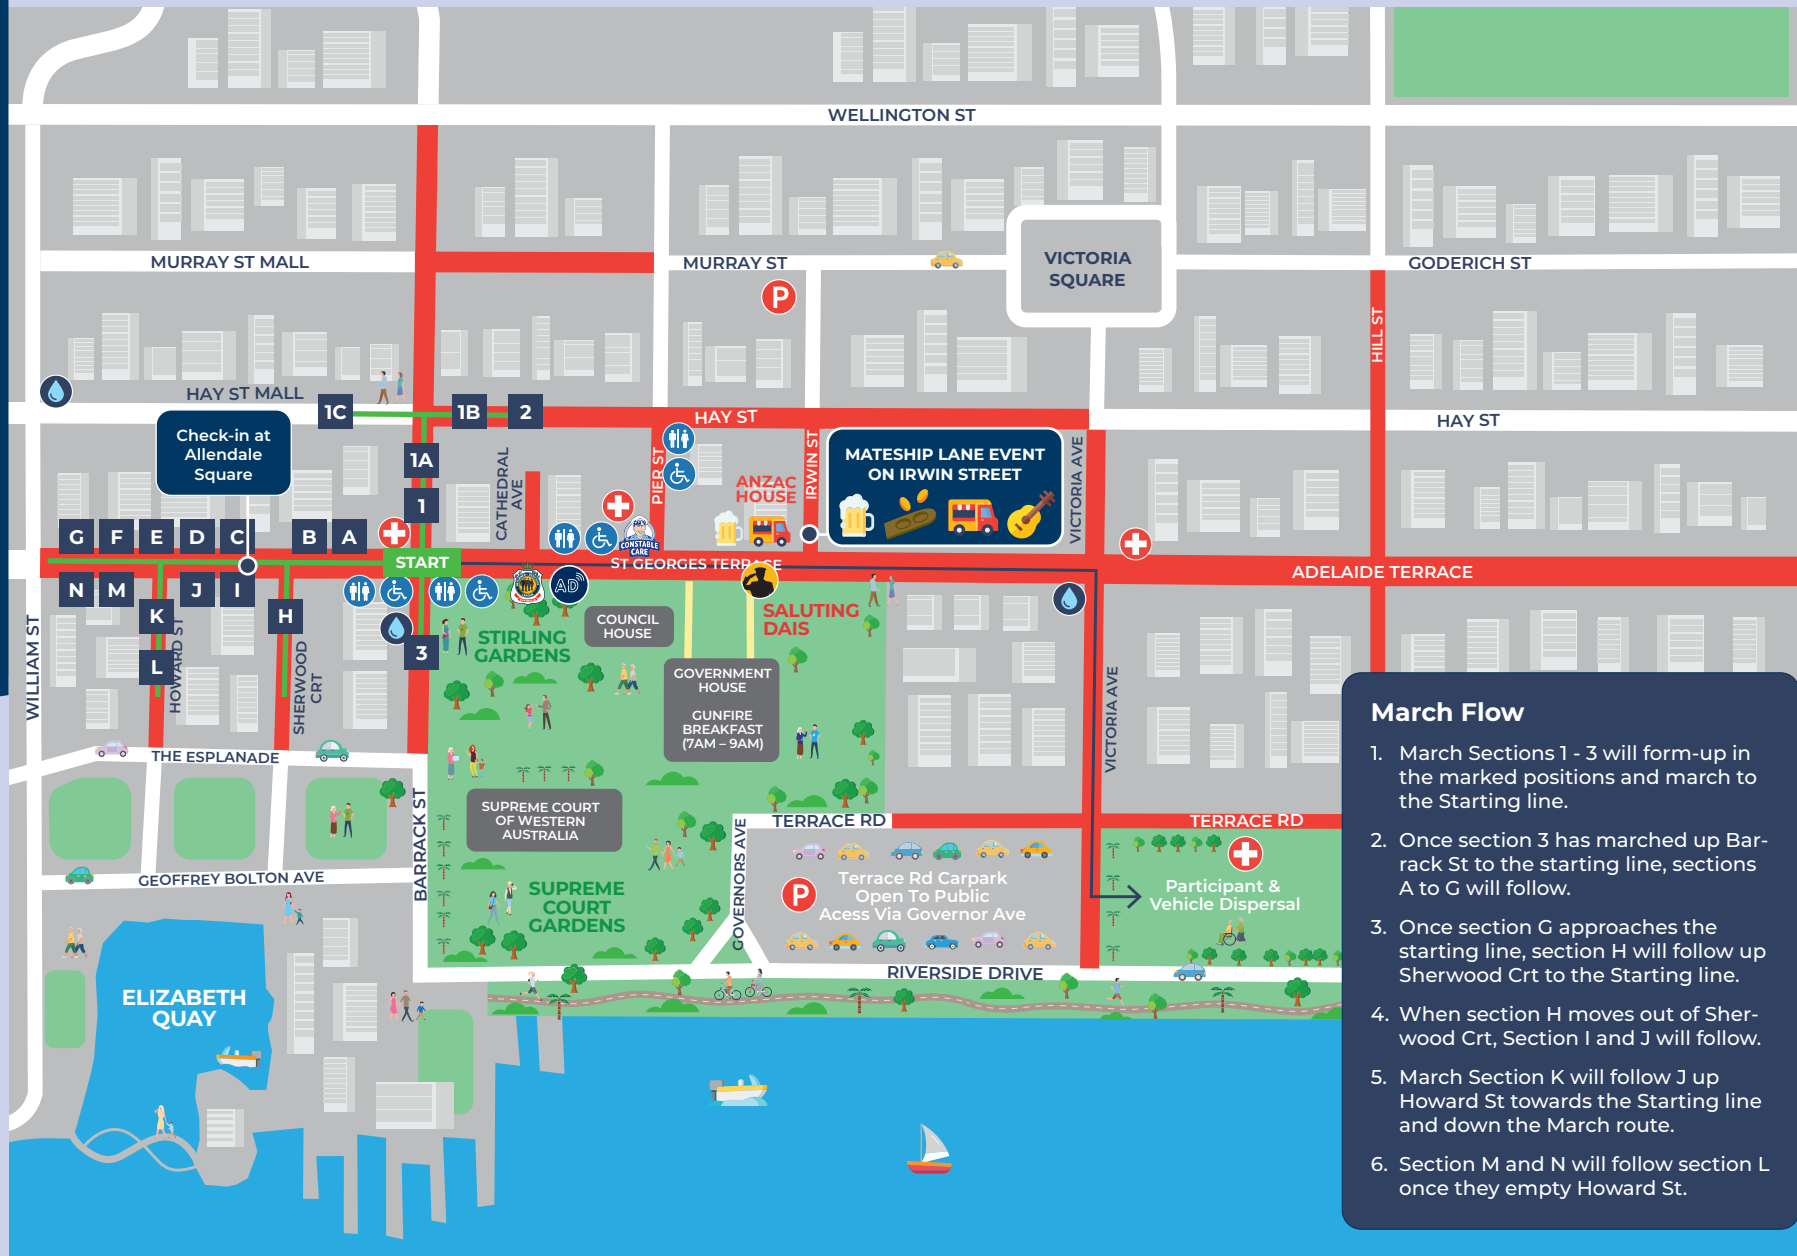 WELLINGTON ST
MURRAY ST MALL
MURRAY ST
VICTORIA
SQUARE
GODERICH ST
P
HILL ST
HAY ST MALL
1C
1B
2
HAY ST
HAY ST
Check-in at
Allendale
Square
1A
1
CATHEDRAL
AVE
PIER ST
ANZAC
HOUSE
IRWIN ST
MATESHIP LANE EVENT
ON IRWIN STREET
VICTORIA AVE
G
F
E
D
C
B
A
CONSTABLE
CARE
START
ST GEORGES TERRACE
ADELAIDE TERRACE
N
M
J
I
K
H
L
3
AD
COUNCIL
HOUSE
SALUTING
DAIS
STIRLING
GARDENS
WILLIAM ST
HOWARD ST
SHERWOOD
CRT
GOVERNMENT
HOUSE
GUNFIRE
BREAKFAST
(7AM – 9AM)
VICTORIA AVE
THE ESPLANADE
SUPREME COURT
OF WESTERN
AUSTRALIA
BARRACK ST
TERRACE RD
TERRACE RD
GEOFFREY BOLTON AVE
SUPREME
COURT
GARDENS
GOVERNORS AVE
P
Terrace Rd Carpark
Open To Public
Acess Via Governor Ave
Participant &
Vehicle Dispersal
RIVERSIDE DRIVE
ELIZABETH
QUAY
March Flow
1. March Sections 1 - 3 will form-up in
the marked positions and march to
the Starting line.
2. Once section 3 has marched up Bar-
rack St to the starting line, sections
A to G will follow.
3. Once section G approaches the
starting line, section H will follow up
Sherwood Crt to the Starting line.
4. When section H moves out of Sher-
wood Crt, Section I and J will follow.
5. March Section K will follow J up
Howard St towards the Starting line
and down the March route.
6. Section M and N will follow section L
once they empty Howard St.